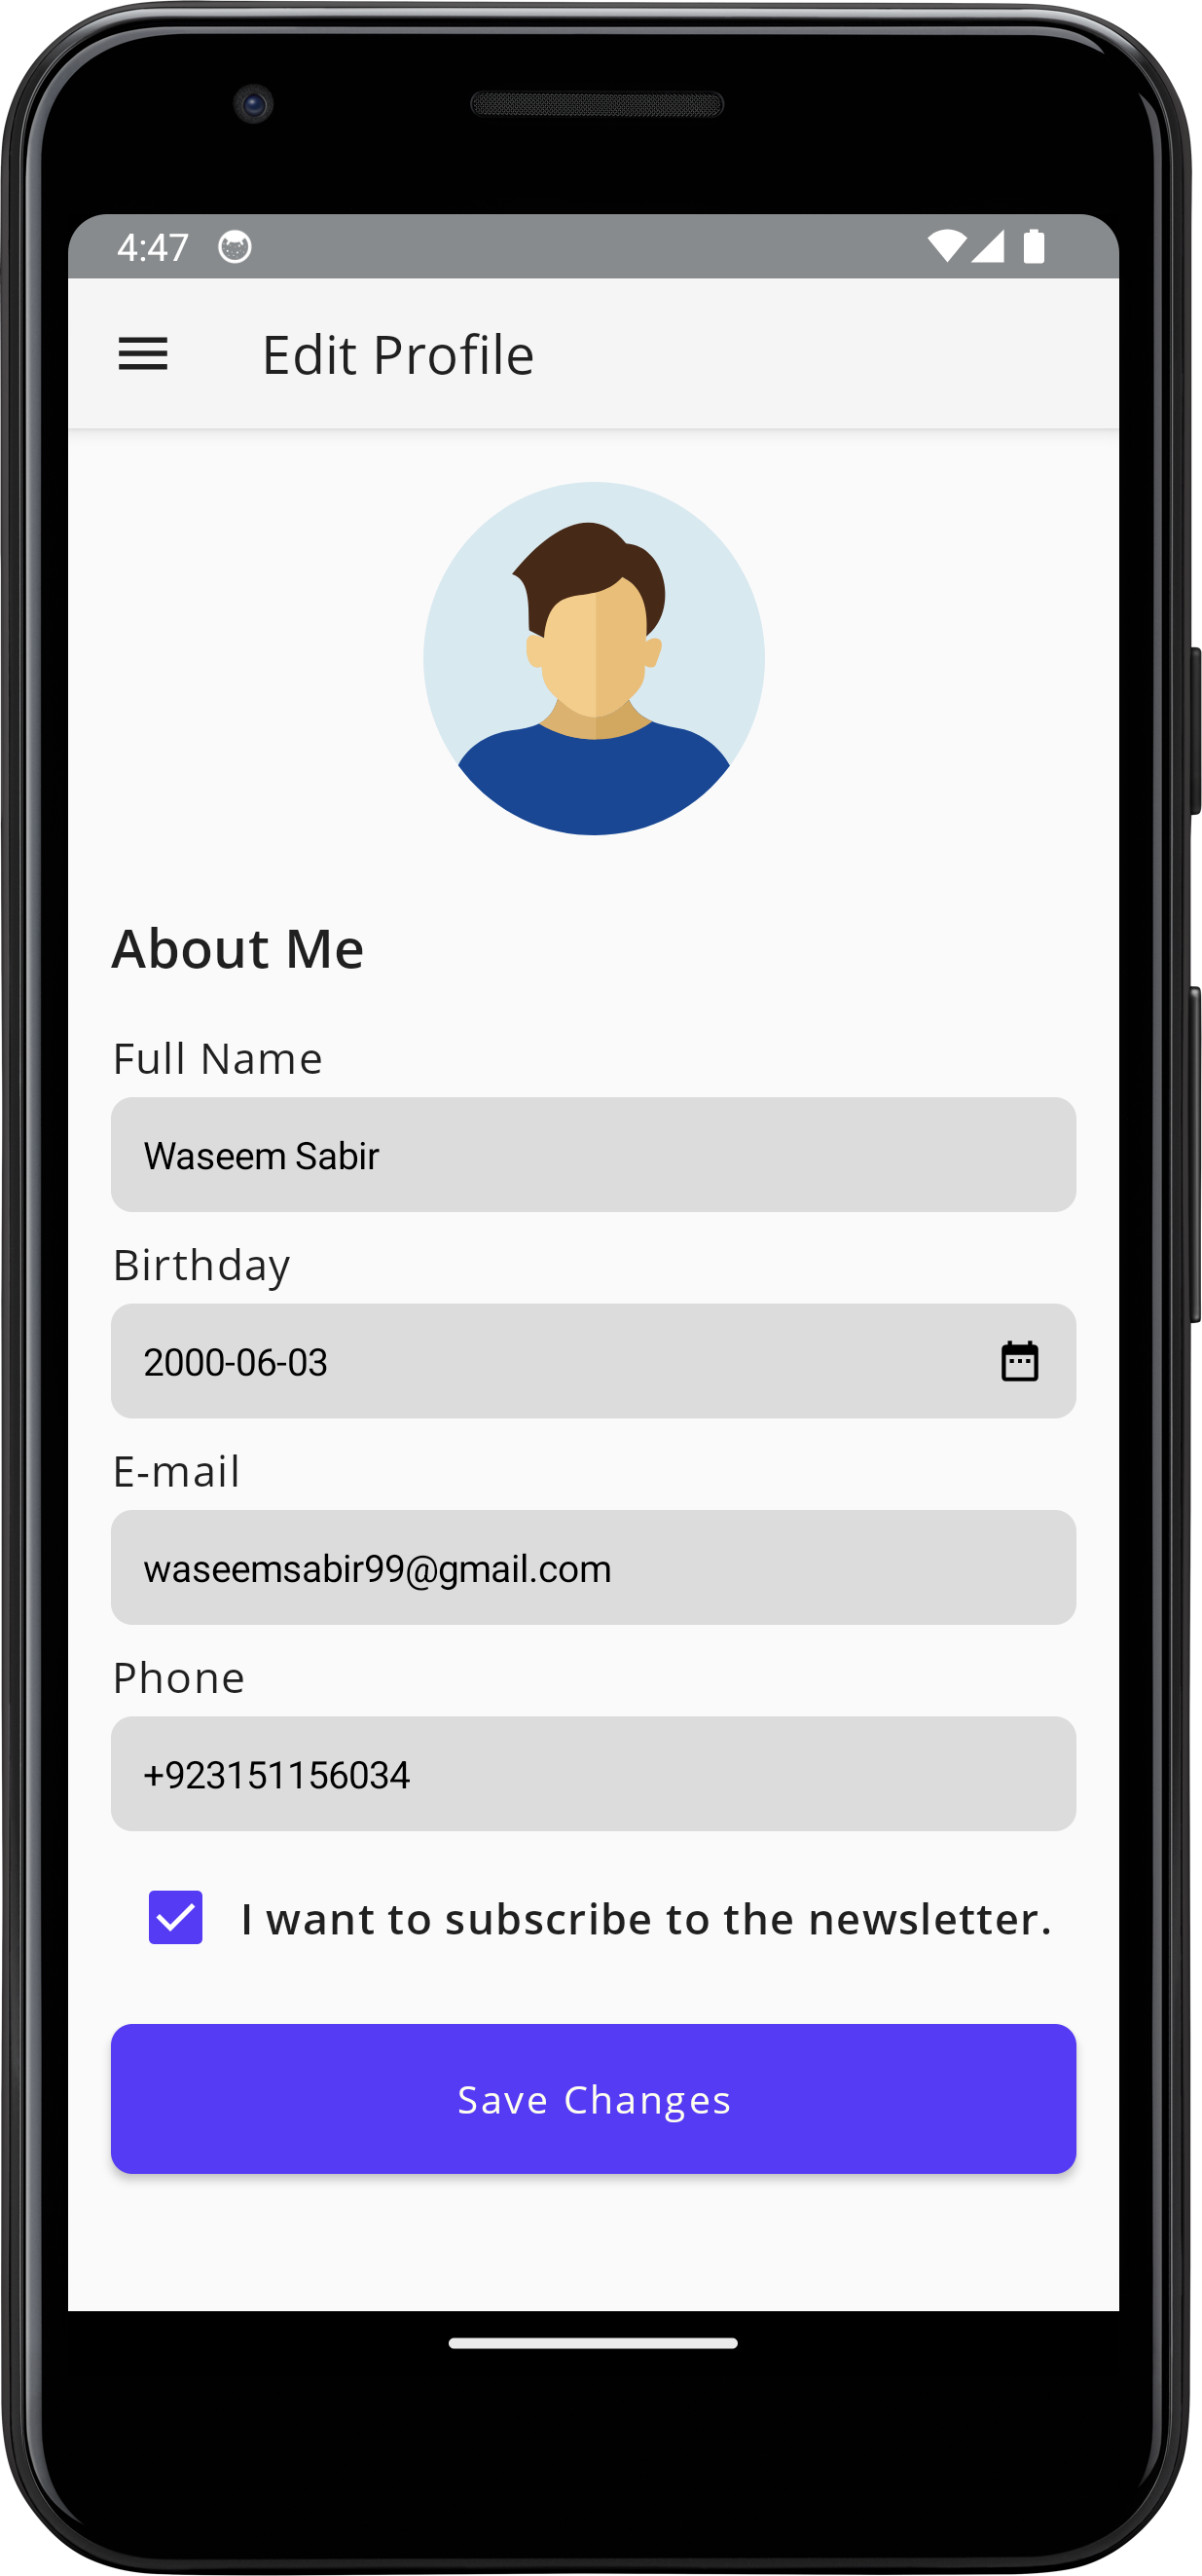 4:47
Edit Profile
About Me
Full Name
Waseem Sabir
Birthday
2000-06-03
E-mail
waseemsabir99@gmail.com
Phone
+923151156034
I want to subscribe to the newsletter.
Save Changes